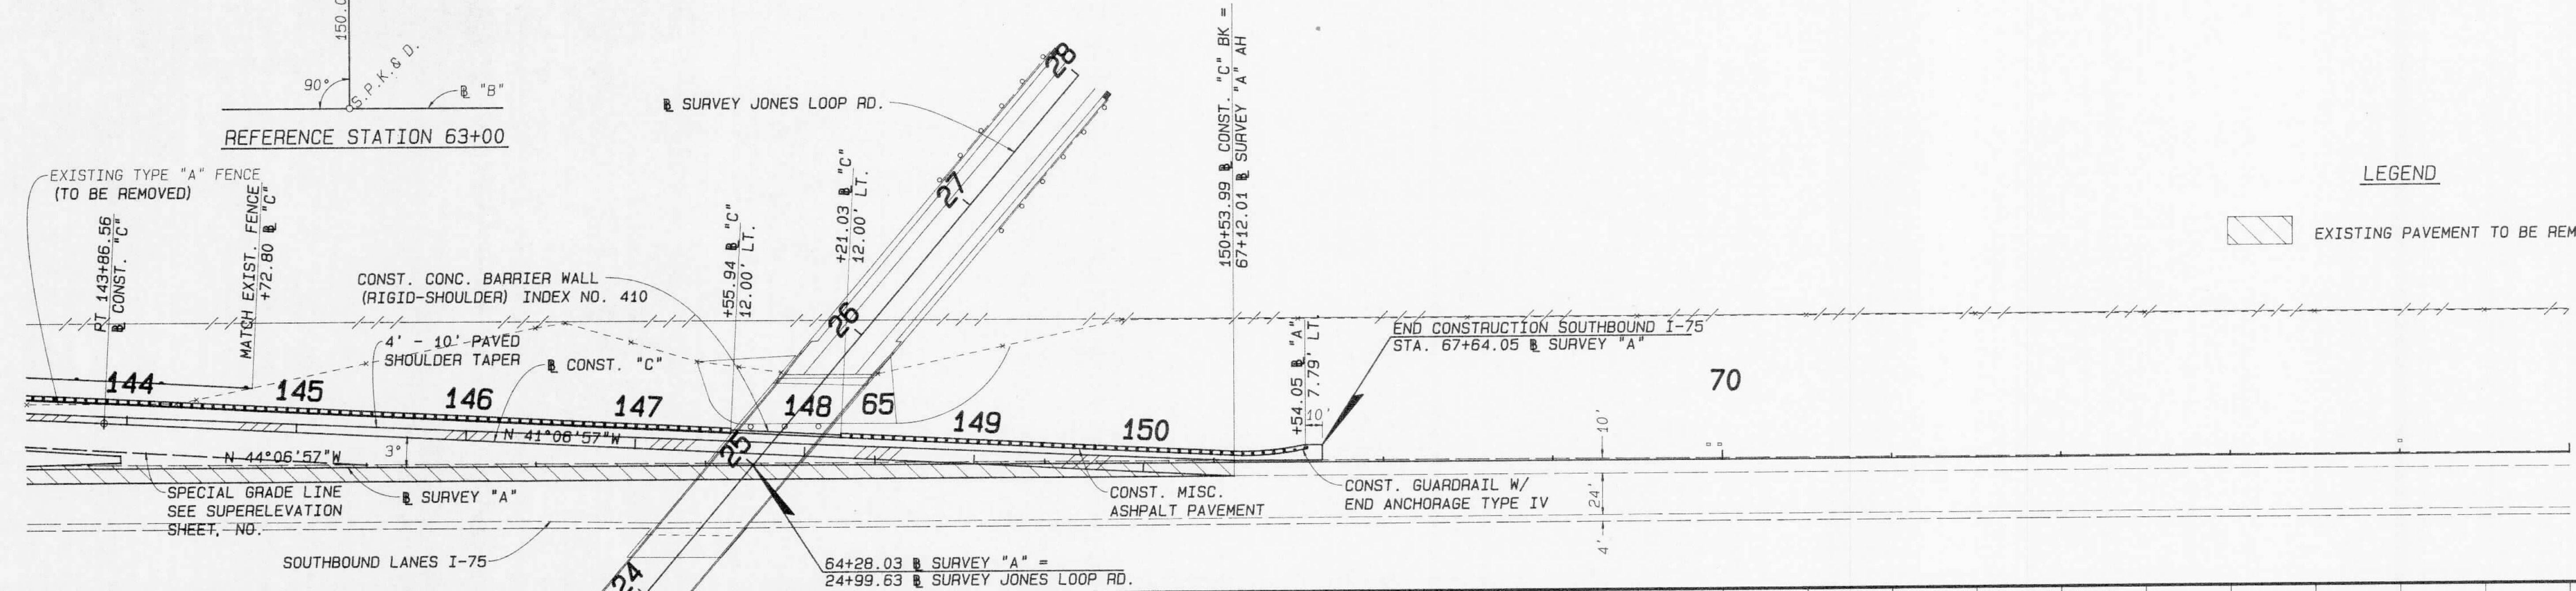 150.0
90°
S.P.K.& D.
℄ "B"
REFERENCE STATION 63+00
EXISTING TYPE "A" FENCE
(TO BE REMOVED)
PT 143+86.56
℄ CONST. "C"
MATCH EXIST. FENCE
+72.80 ℄ "C"
℄ SURVEY JONES LOOP RD.
CONST. CONC. BARRIER WALL
(RIGID-SHOULDER) INDEX NO. 410
+55.94 ℄ "C"
12.00' LT.
+21.03 ℄ "C"
12.00' LT.
150+53.99 ℄ CONST. "C" BK =
67+12.01 ℄ SURVEY "A" AH
LEGEND
EXISTING PAVEMENT TO BE REM
28
27
26
25
24
4' - 10' PAVED
SHOULDER TAPER
℄ CONST. "C"
144
145
146
147
148
65
149
150
70
N 41°06'57"W
N 44°06'57"W
3°
SPECIAL GRADE LINE
SEE SUPERELEVATION
SHEET, NO.
℄ SURVEY "A"
SOUTHBOUND LANES I-75
64+28.03 ℄ SURVEY "A" =
24+99.63 ℄ SURVEY JONES LOOP RD.
CONST. MISC.
ASHPALT PAVEMENT
+54.05 ℄ "A"
7.79' LT.
10'
END CONSTRUCTION SOUTHBOUND I-75
STA. 67+64.05 ℄ SURVEY "A"
CONST. GUARDRAIL W/
END ANCHORAGE TYPE IV
10'
24'
4'